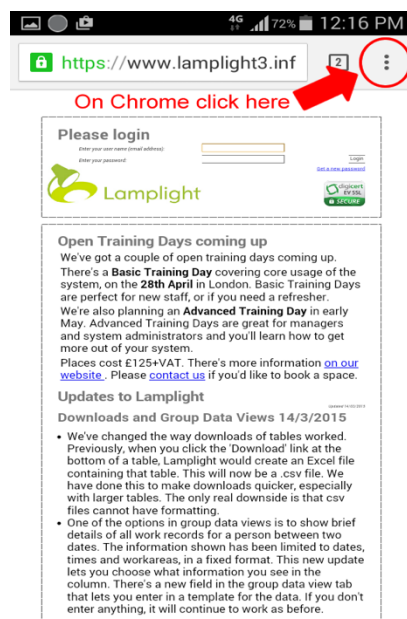 4G 72% 12:16 PM
https://www.lamplight3.inf 2
On Chrome click here
Please login
Enter your user name (email address):
Enter your password:
Login
Get a new password
Lamplight
digicert
EV SSL
SECURE
Open Training Days coming up
We've got a couple of open training days coming up.
There's a Basic Training Day covering core usage of the
system, on the 28th April in London. Basic Training Days
are perfect for new staff, or if you need a refresher.
We're also planning an Advanced Training Day in early
May. Advanced Training Days are great for managers
and system administrators and you'll learn how to get
more out of your system.
Places cost £125+VAT. There's more information on our
website . Please contact us if you'd like to book a space.
Updates to Lamplight
Updated 14/03/2015
Downloads and Group Data Views 14/3/2015
• We've changed the way downloads of tables worked.
Previously, when you click the 'Download' link at the
bottom of a table, Lamplight would create an Excel file
containing that table. This will now be a .csv file. We
have done this to make downloads quicker, especially
with larger tables. The only real downside is that csv
files cannot have formatting.
• One of the options in group data views is to show brief
details of all work records for a person between two
dates. The information shown has been limited to dates,
times and workareas, in a fixed format. This new update
lets you choose what information you see in the
column. There's a new field in the group data view tab
that lets you enter in a template for the data. If you don't
enter anything, it will continue to work as before.